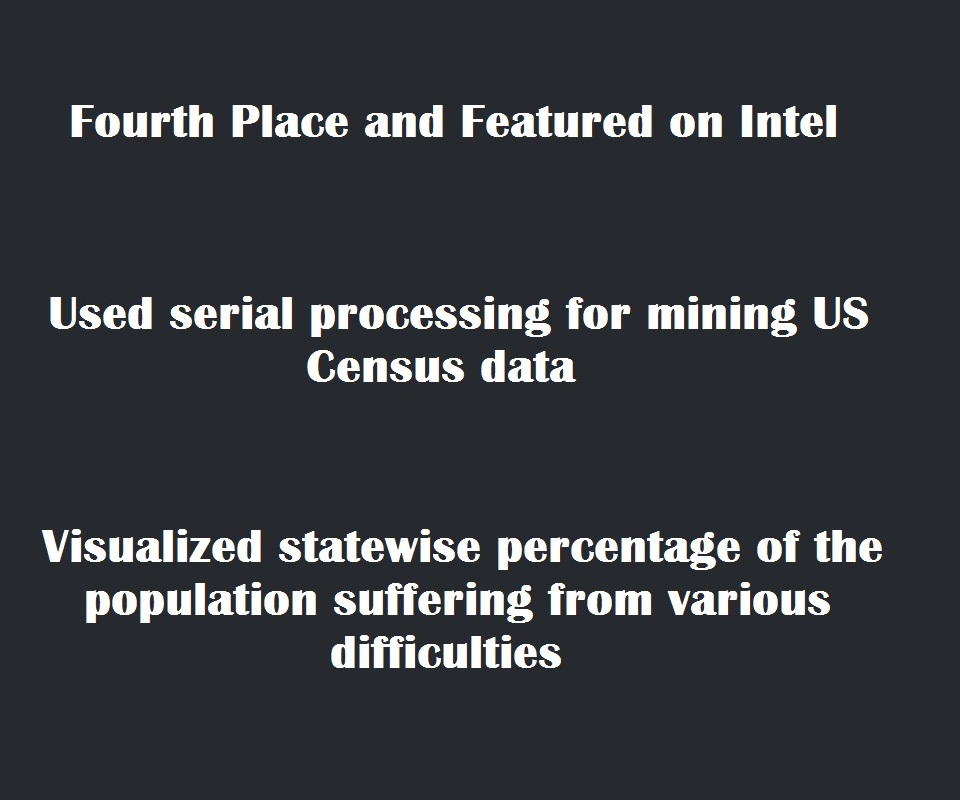 Fourth Place and Featured on Intel
Used serial processing for mining US
Census data
Visualized statewise percentage of the
population suffering from various
difficulties